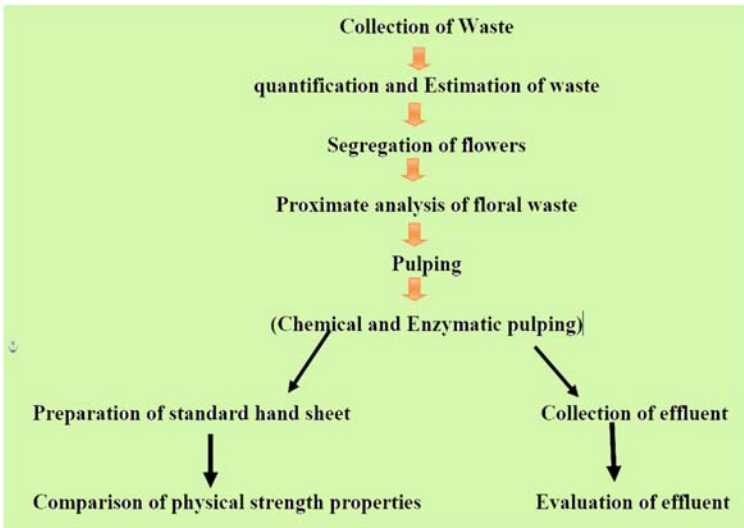 Collection of Waste
quantification and Estimation of waste
Segregation of flowers
Proximate analysis of floral waste
Pulping
(Chemical and Enzymatic pulping)
Preparation of standard hand sheet
Collection of effluent
Comparison of physical strength properties
Evaluation of effluent